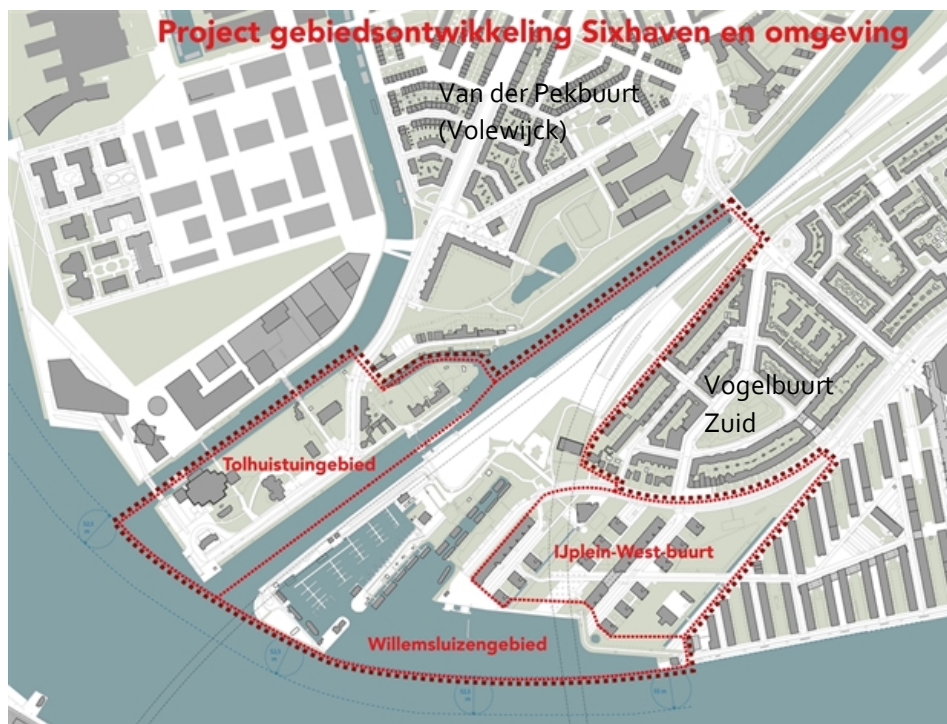 Project gebiedsontwikkeling Sixhaven en omgeving
Van der Pekbuurt
(Volewijck)
Vogelbuurt
Zuid
Tolhuistuingebied
IJplein-West-buurt
Willemsluizengebied